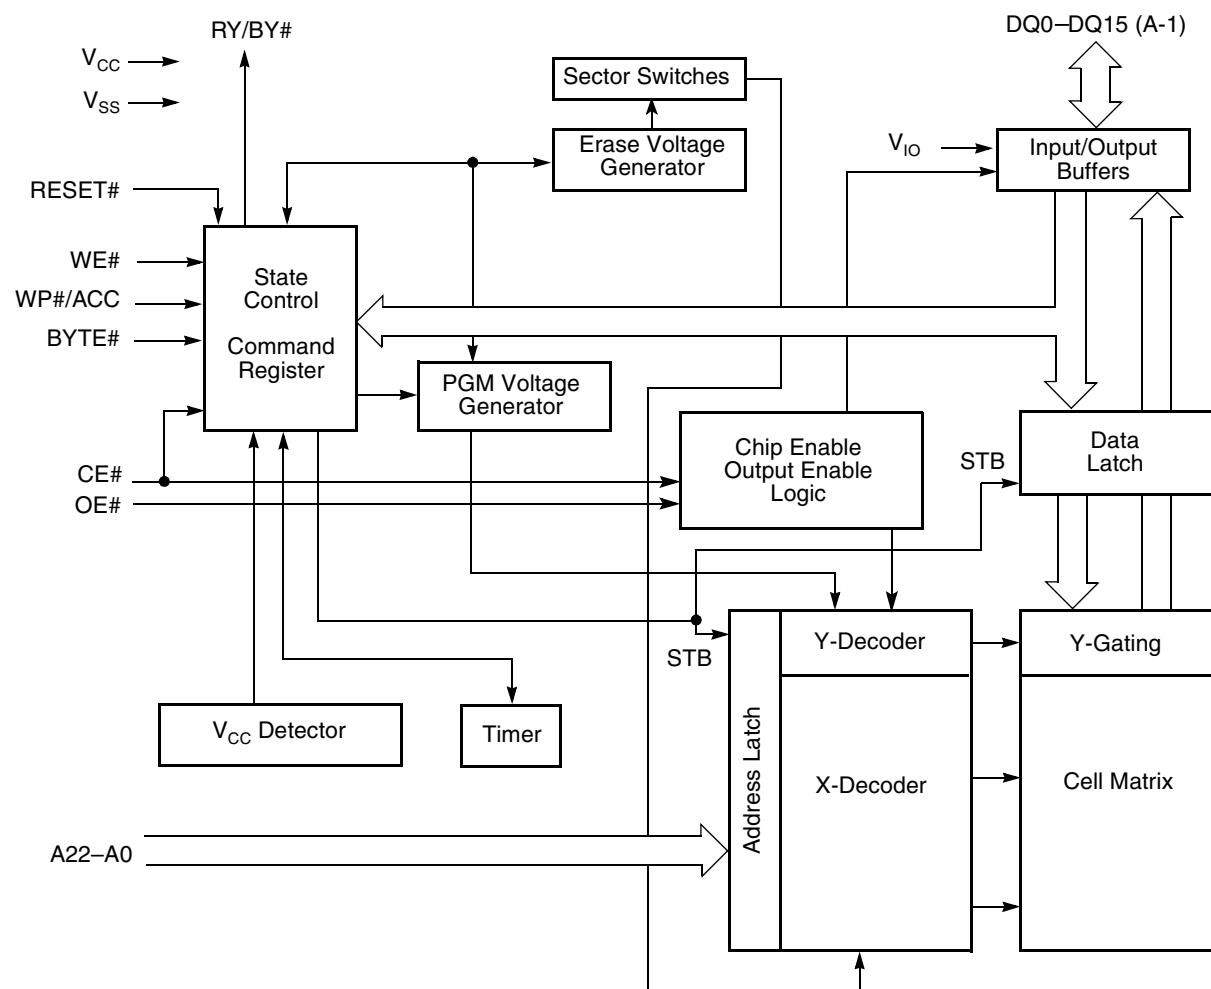 RY/BY#
DQ0–DQ15 (A-1)
VCC
VSS
Sector Switches
Erase Voltage
Generator
VIO
Input/Output
Buffers
RESET#
WE#
WP#/ACC
BYTE#
State
Control
Command
Register
PGM Voltage
Generator
Chip Enable
Output Enable
Logic
STB
Data
Latch
CE#
OE#
STB
Y-Decoder
Y-Gating
VCC Detector
Timer
Address Latch
X-Decoder
Cell Matrix
A22–A0